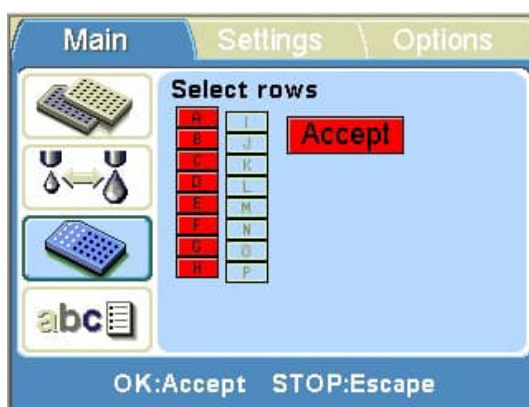 Main
Settings
Options
Select rows
A
B
C
D
E
F
G
H
I
J
K
L
M
N
O
P
Accept
abc
OK:Accept STOP:Escape